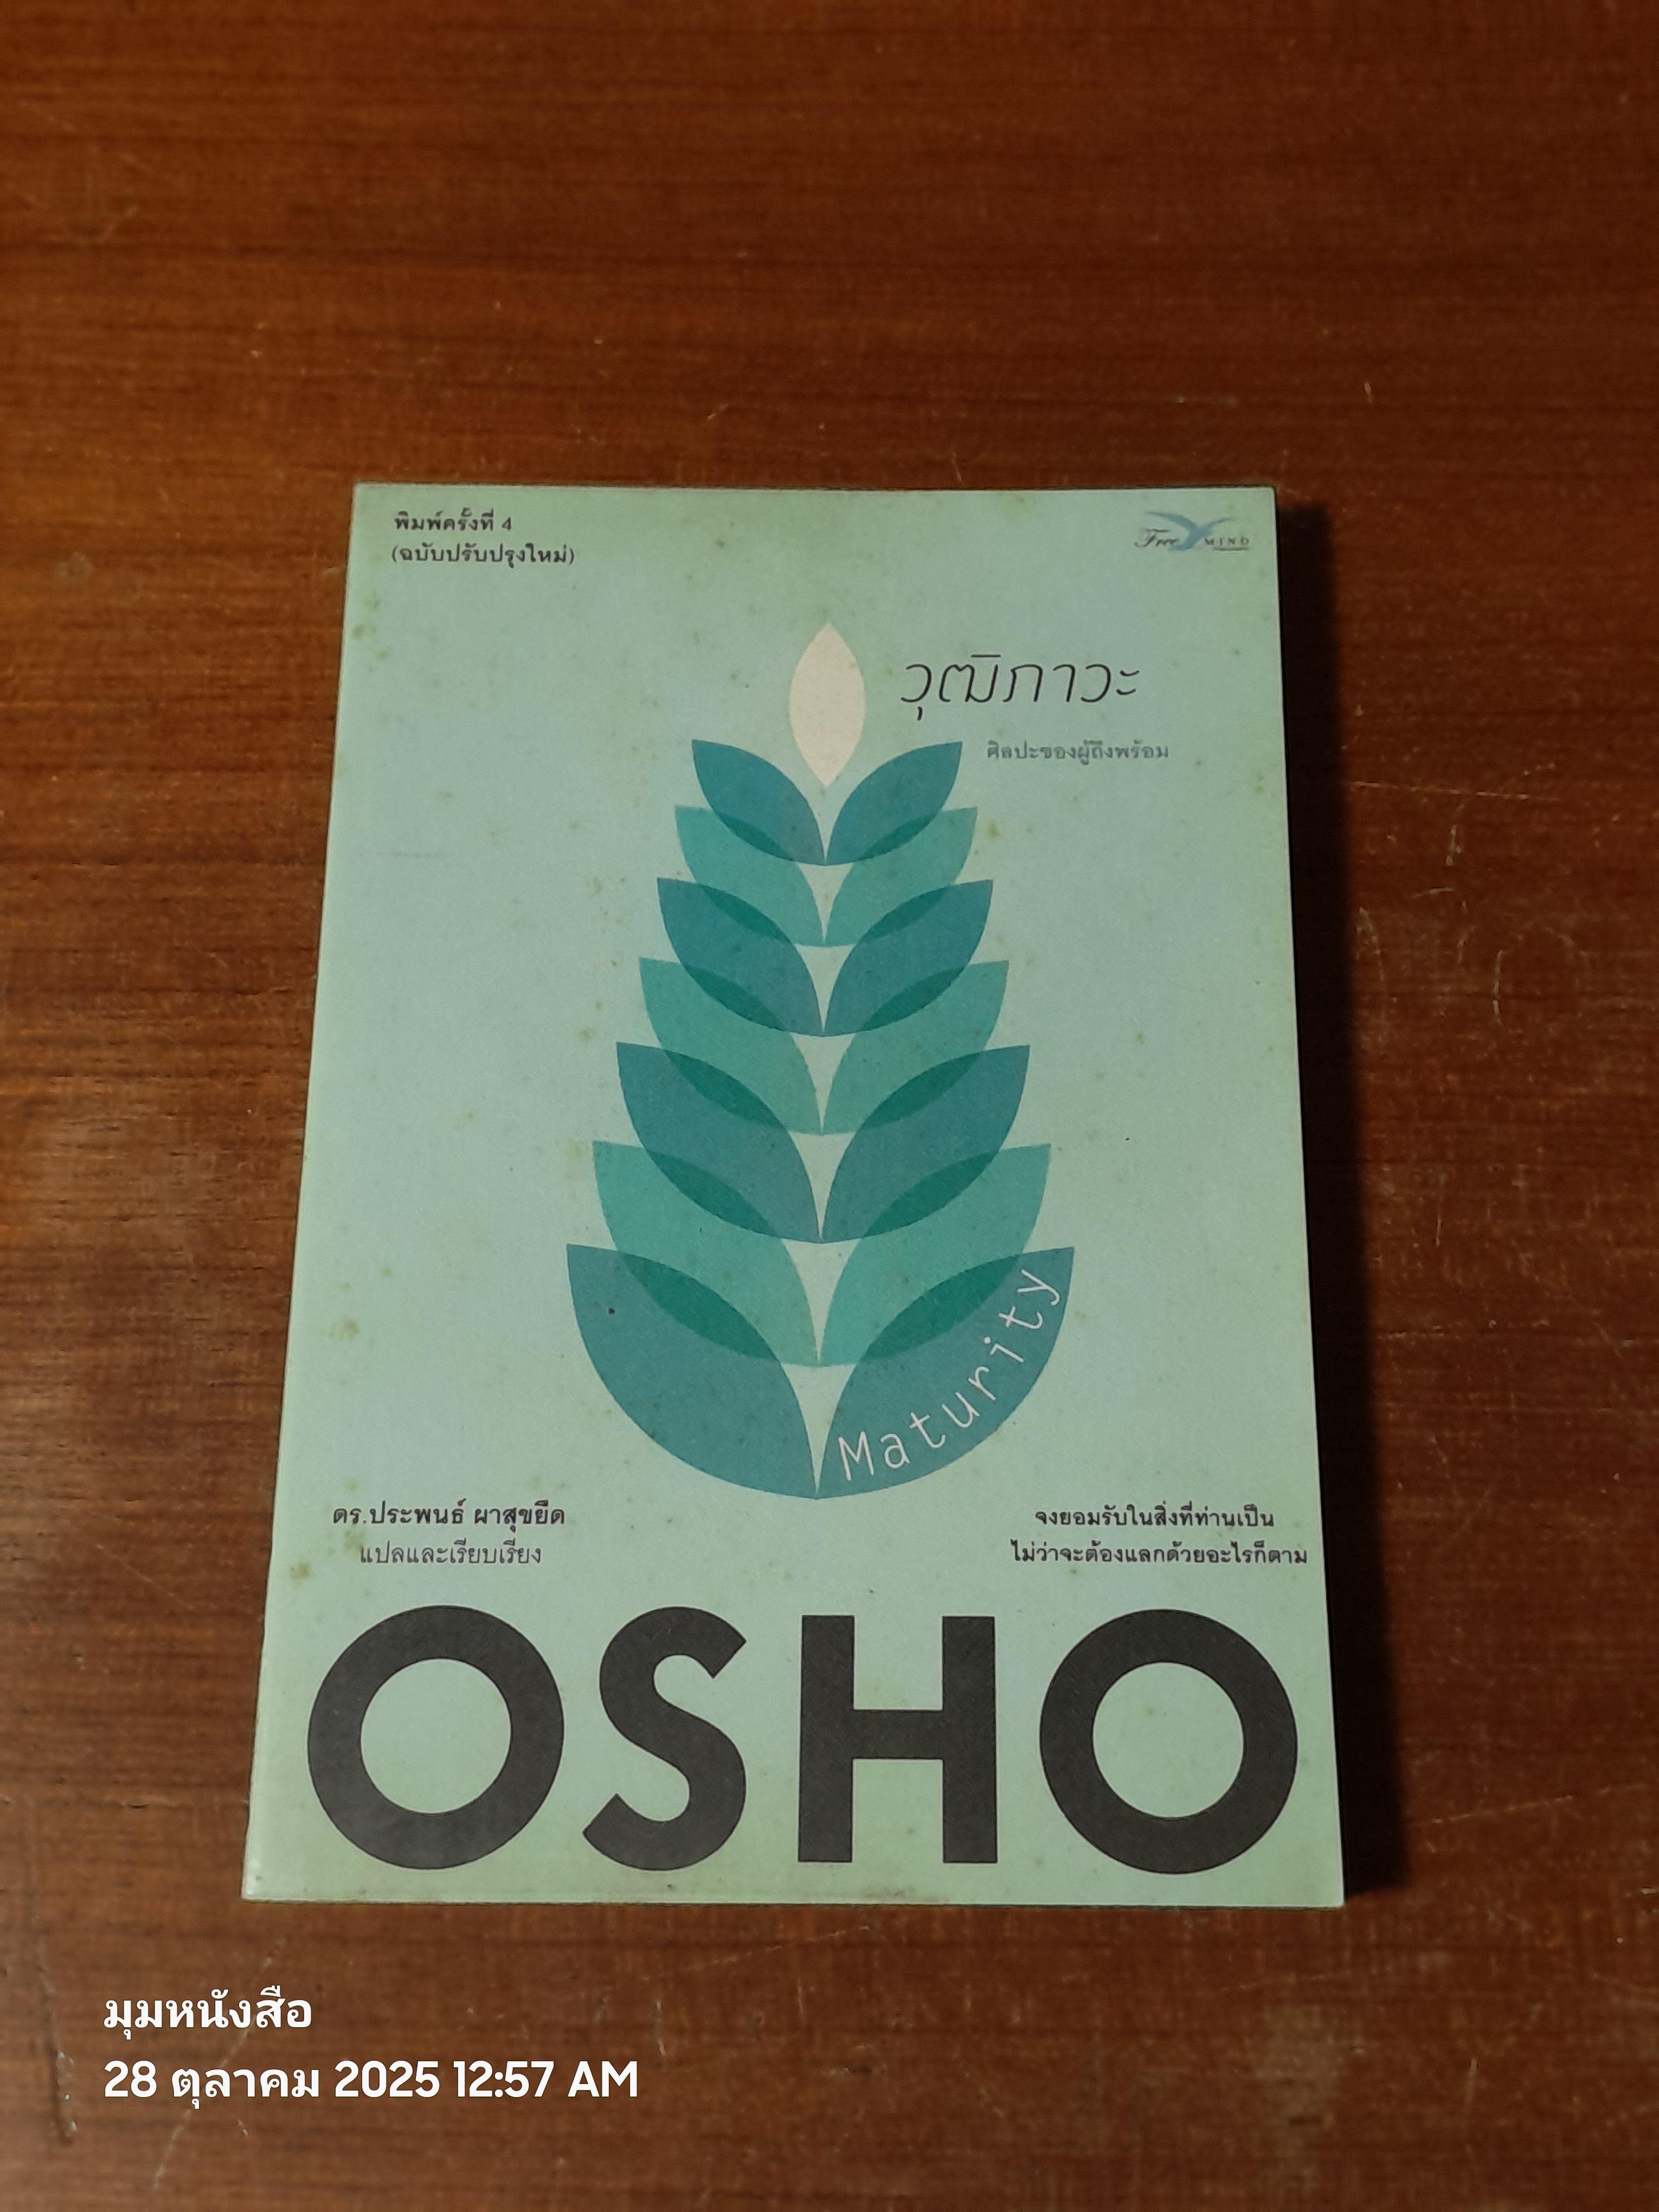 พิมพ์ครั้งที่ 4
(ฉบับปรับปรุงใหม่)
Free MIND
วุฒิภาวะ
ศิลปะของผู้ถึงพร้อม
Maturity
ดร.ประพนธ์ ผาสุขยืด
แปลและเรียบเรียง
จงยอมรับในสิ่งที่ท่านเป็น
ไม่ว่าจะต้องแลกด้วยอะไรก็ตาม
OSHO
มุมหนังสือ
28 ตุลาคม 2025 12:57 AM